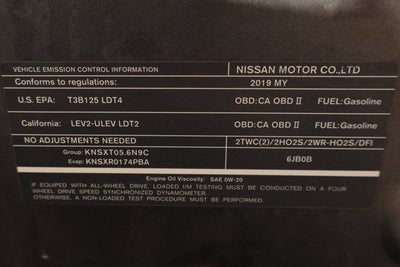 VEHICLE EMISSION CONTROL INFORMATION NISSAN MOTOR CO.,LTD
Conforms to regulations: 2019 MY
U.S. EPA: T3B125 LDT4 OBD:CA OBD II FUEL:Gasoline
California: LEV2-ULEV LDT2 OBD:CA OBD II FUEL:Gasoline
NO ADJUSTMENTS NEEDED 2TWC(2)/2HO2S/2WR-HO2S/DFI
Group: KNSXT05.6N9C
Evap: KNSXR0174PBA 6JB0B
Engine Oil Viscosity: SAE 0W-20
IF EQUIPED WITH ALL-WHEEL DRIVE, LOADED I/M TESTING MUST BE CONDUCTED ON A FOUR
WHEEL DRIVE SPEED SYNCHRONIZED DYNAMOMETER.
OTHERWISE, A NON-LOADED TEST PROCEDURE MUST BE CONDUCTED.